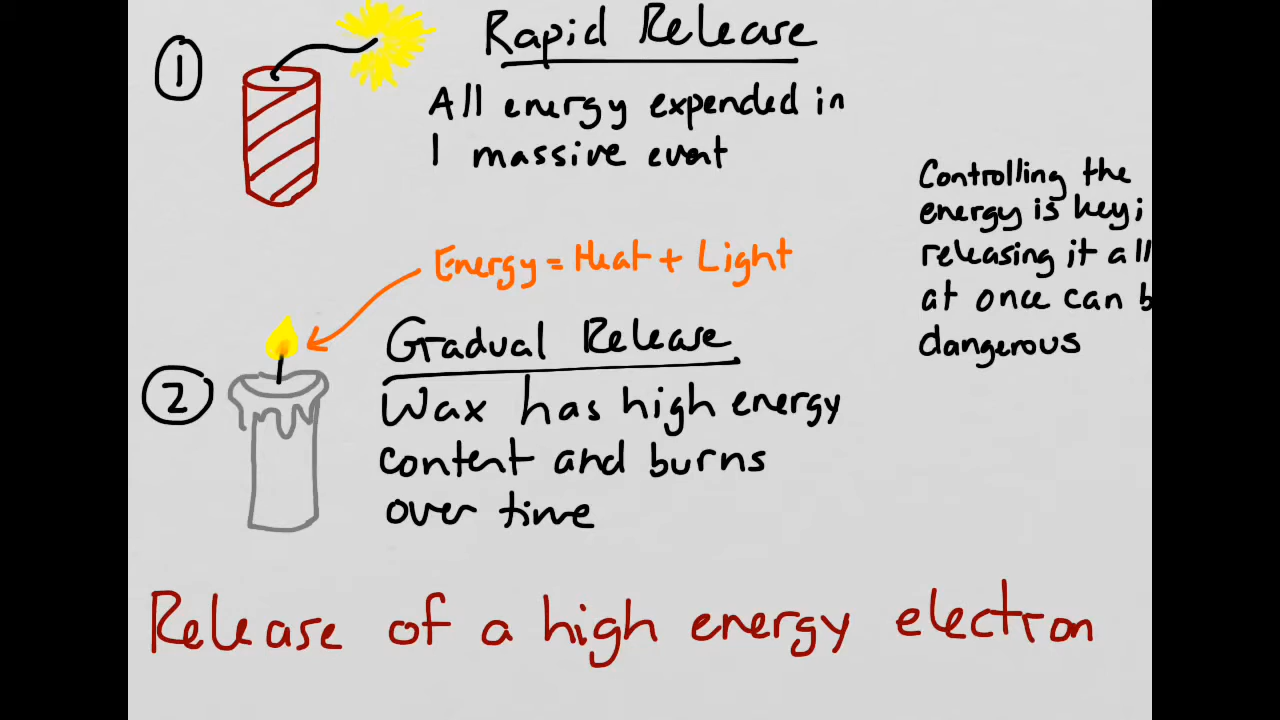 1
Rapid Release
All energy expended in
1 massive event
Controlling the
energy is key;
releasing it all
at once can b
dangerous
Energy = Heat + Light
2
Gradual Release
Wax has high energy
content and burns
over time
Release of a high energy electron